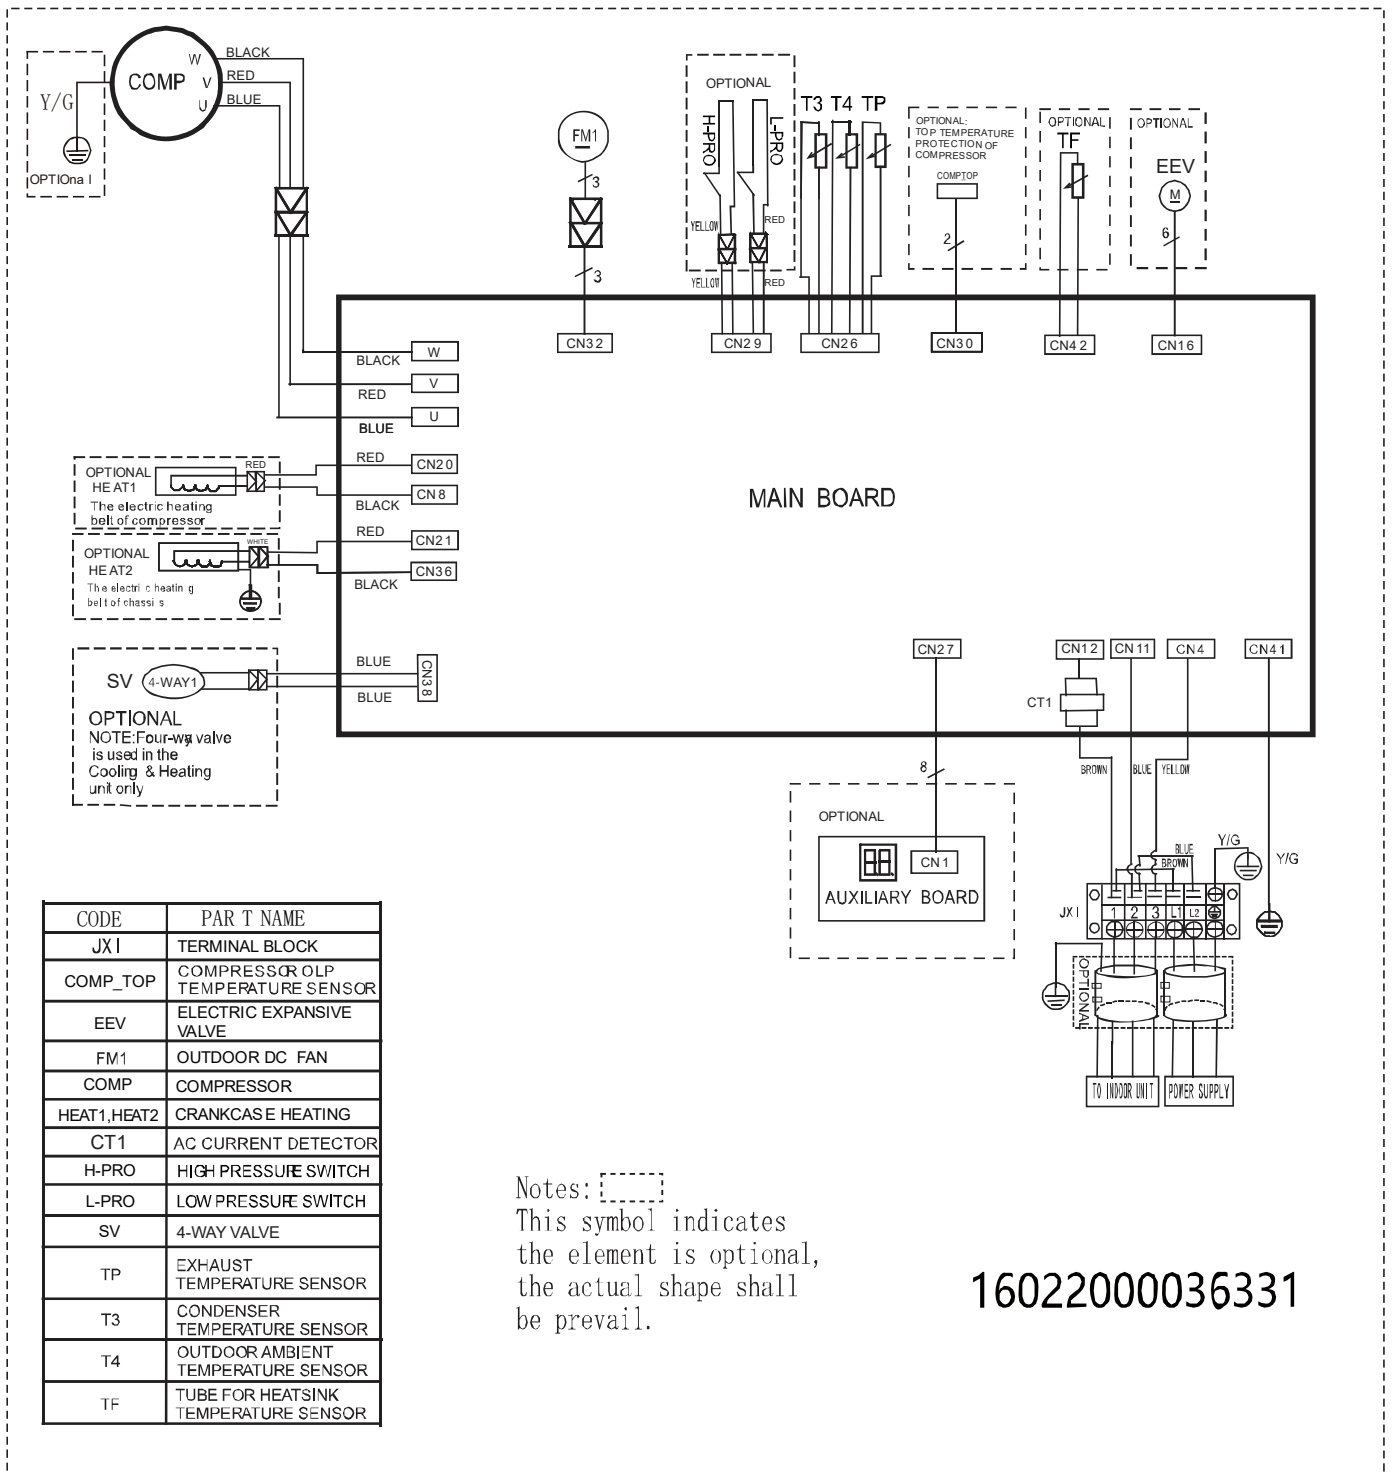 COMP
W
V
U
BLACK
RED
BLUE
Y/G
OPTIOnal
FM1
3
3
OPTIONAL
H-PRO
L-PRO
YELLOW
RED
YELLOW
RED
T3 T4 TP
OPTIONAL:
TOP TEMPERATURE
PROTECTION OF
COMPRESSOR
COMPTOP
2
OPTIONAL
TF
OPTIONAL
EEV
M
6
CN32
CN29
CN26
CN30
CN42
CN16
BLACK
W
RED
V
BLUE
U
OPTIONAL
HEAT1
RED
The electric heating
belt of compressor
RED
CN20
BLACK
CN8
OPTIONAL
HEAT2
WHITE
The electric heating
belt of chassis
RED
CN21
BLACK
CN36
MAIN BOARD
SV
4-WAY1
OPTIONAL
NOTE:Four-way valve
is used in the
Cooling & Heating
unit only
BLUE
BLUE
CN38
CN27
CN12
CN11
CN4
CN41
CT1
8
BROWN
BLUE
YELLOW
OPTIONAL
CN1
AUXILIARY BOARD
BLUE
BROWN
Y/G
Y/G
JX1
1 2 3 L1 L2
OPTIONAL
TO INDOOR UNIT
POWER SUPPLY
CODE PART NAME
JX1 TERMINAL BLOCK
COMP_TOP COMPRESSOR OLP
TEMPERATURE SENSOR
EEV ELECTRIC EXPANSIVE
VALVE
FM1 OUTDOOR DC FAN
COMP COMPRESSOR
HEAT1,HEAT2 CRANKCASE HEATING
CT1 AC CURRENT DETECTOR
H-PRO HIGH PRESSURE SWITCH
L-PRO LOW PRESSURE SWITCH
SV 4-WAY VALVE
TP EXHAUST
TEMPERATURE SENSOR
T3 CONDENSER
TEMPERATURE SENSOR
T4 OUTDOOR AMBIENT
TEMPERATURE SENSOR
TF TUBE FOR HEATSINK
TEMPERATURE SENSOR
Notes:
This symbol indicates
the element is optional,
the actual shape shall
be prevail.
16022000036331